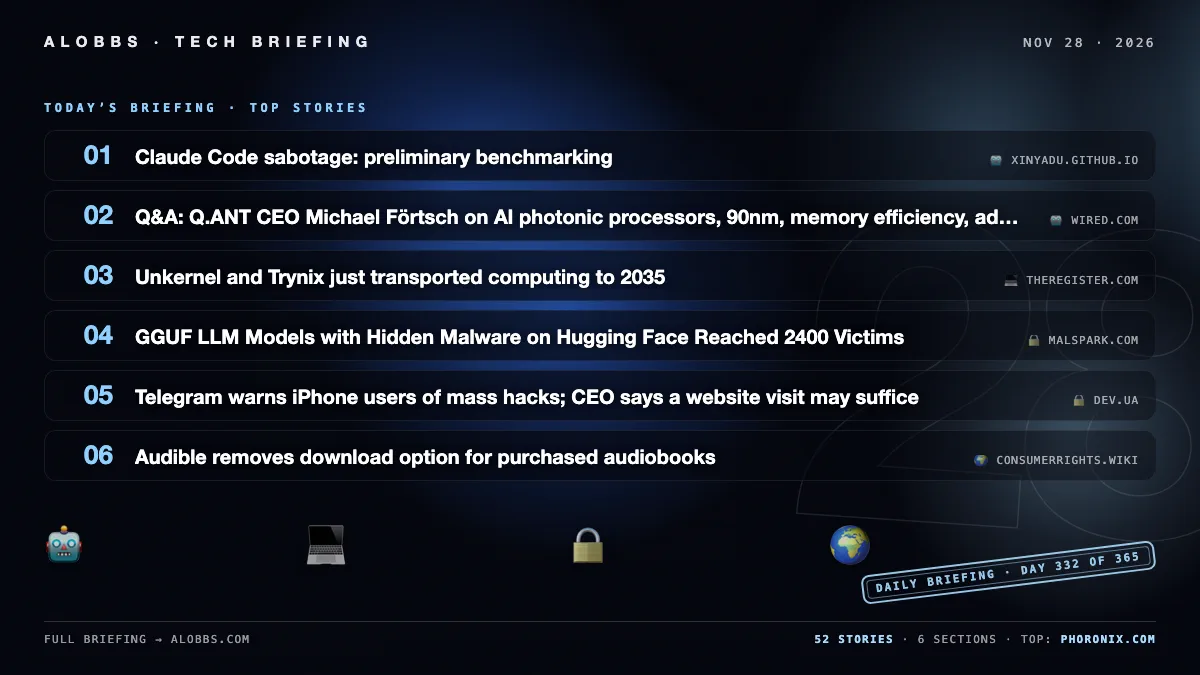 ALOBBS · TECH BRIEFING
NOV 28 · 2026
TODAY'S BRIEFING · TOP STORIES
01 Claude Code sabotage: preliminary benchmarking XINYADU.GITHUB.IO
02 Q&A: Q.ANT CEO Michael Förtsch on AI photonic processors, 90nm, memory efficiency, ad… WIRED.COM
03 Unkernel and Trynix just transported computing to 2035 THEREGISTER.COM
04 GGUF LLM Models with Hidden Malware on Hugging Face Reached 2400 Victims MALSPARK.COM
05 Telegram warns iPhone users of mass hacks; CEO says a website visit may suffice DEV.UA
06 Audible removes download option for purchased audiobooks CONSUMERRIGHTS.WIKI
28
DAILY BRIEFING · DAY 332 OF 365
FULL BRIEFING → ALOBBS.COM
52 STORIES · 6 SECTIONS · TOP: PHORONIX.COM